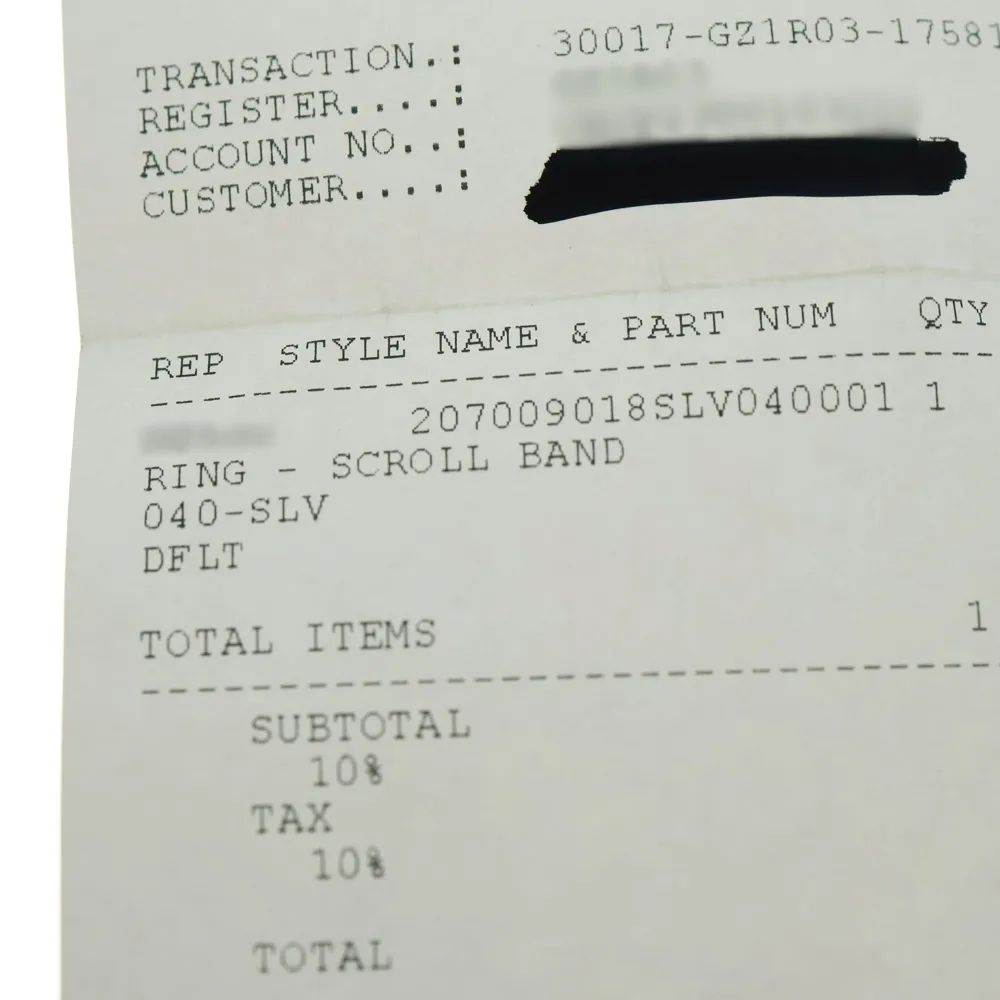 TRANSACTION.: 30017-GZ1R03-17581
REGISTER....:
ACCOUNT NO..:
CUSTOMER....:
REP STYLE NAME & PART NUM QTY
207009018SLV040001 1
RING - SCROLL BAND
040-SLV
DFLT
TOTAL ITEMS 1
SUBTOTAL
10%
TAX
10%
TOTAL